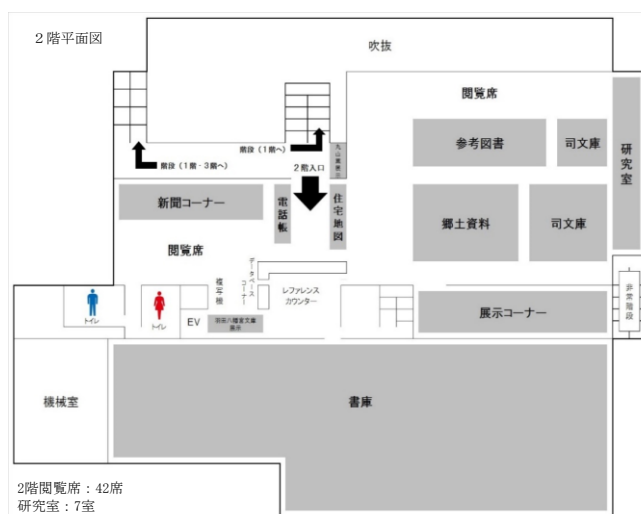 ２階平面図
吹抜
閲覧席
参考図書
司文庫
研究室
階段（1階へ）
階段（1階・3階へ）
2階入口
新聞コーナー
電話帳
住宅地図
郷土資料
司文庫
閲覧席
データベースコーナー
複写機
レファレンス
カウンター
非常階段
トイレ
トイレ
EV
展示
展示コーナー
機械室
書庫
2階閲覧席：42席
研究室：7室